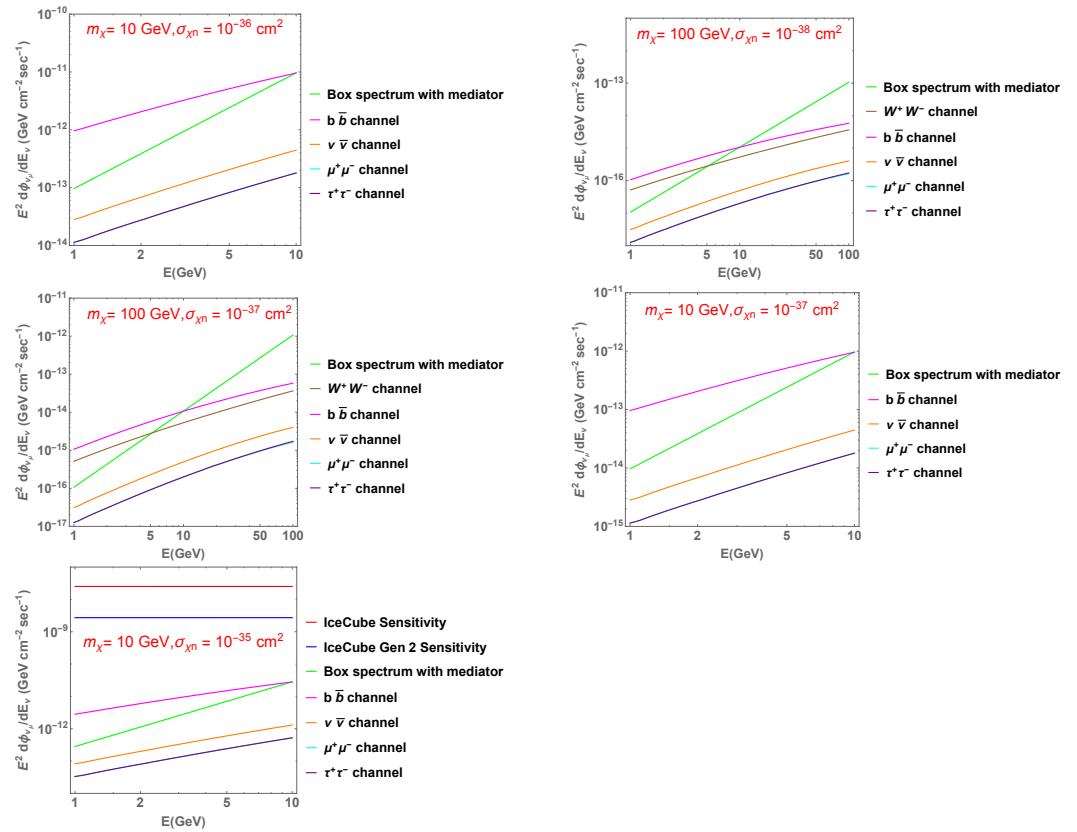 m_χ= 10 GeV,σ_χn = 10^-36 cm^2
E^2 dϕ_νμ/dE_ν (GeV cm^-2 sec^-1)
10^-10
10^-11
10^-12
10^-13
10^-14
1
2
5
10
E(GeV)
Box spectrum with mediator
b b̅ channel
ν ν̅ channel
μ^+μ^- channel
τ^+τ^- channel
m_χ= 100 GeV,σ_χn = 10^-38 cm^2
E^2 dϕ_νμ/dE_ν (GeV cm^-2 sec^-1)
10^-13
10^-16
1
5
10
50
100
E(GeV)
Box spectrum with mediator
W^+ W^- channel
b b̅ channel
ν ν̅ channel
μ^+μ^- channel
τ^+τ^- channel
m_χ= 100 GeV,σ_χn = 10^-37 cm^2
E^2 dϕ_νμ/dE_ν (GeV cm^-2 sec^-1)
10^-11
10^-12
10^-13
10^-14
10^-15
10^-16
10^-17
1
5
10
50
100
E(GeV)
Box spectrum with mediator
W^+ W^- channel
b b̅ channel
ν ν̅ channel
μ^+μ^- channel
τ^+τ^- channel
m_χ= 10 GeV,σ_χn = 10^-37 cm^2
E^2 dϕ_νμ/dE_ν (GeV cm^-2 sec^-1)
10^-11
10^-12
10^-13
10^-14
10^-15
1
2
5
10
E(GeV)
Box spectrum with mediator
b b̅ channel
ν ν̅ channel
μ^+μ^- channel
τ^+τ^- channel
m_χ= 10 GeV,σ_χn = 10^-35 cm^2
E^2 dϕ_νμ/dE_ν (GeV cm^-2 sec^-1)
10^-9
10^-12
1
2
5
10
E(GeV)
IceCube Sensitivity
IceCube Gen 2 Sensitivity
Box spectrum with mediator
b b̅ channel
ν ν̅ channel
μ^+μ^- channel
τ^+τ^- channel